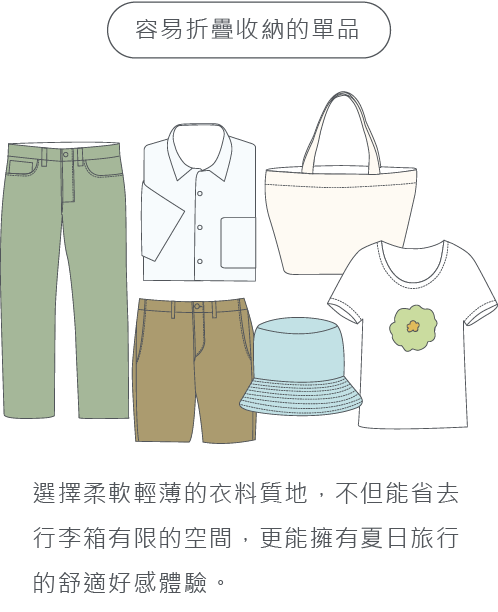 容易折疊收納的單品
選擇柔軟輕薄的衣料質地，不但能省去
行李箱有限的空間，更能擁有夏日旅行
的舒適好感體驗。